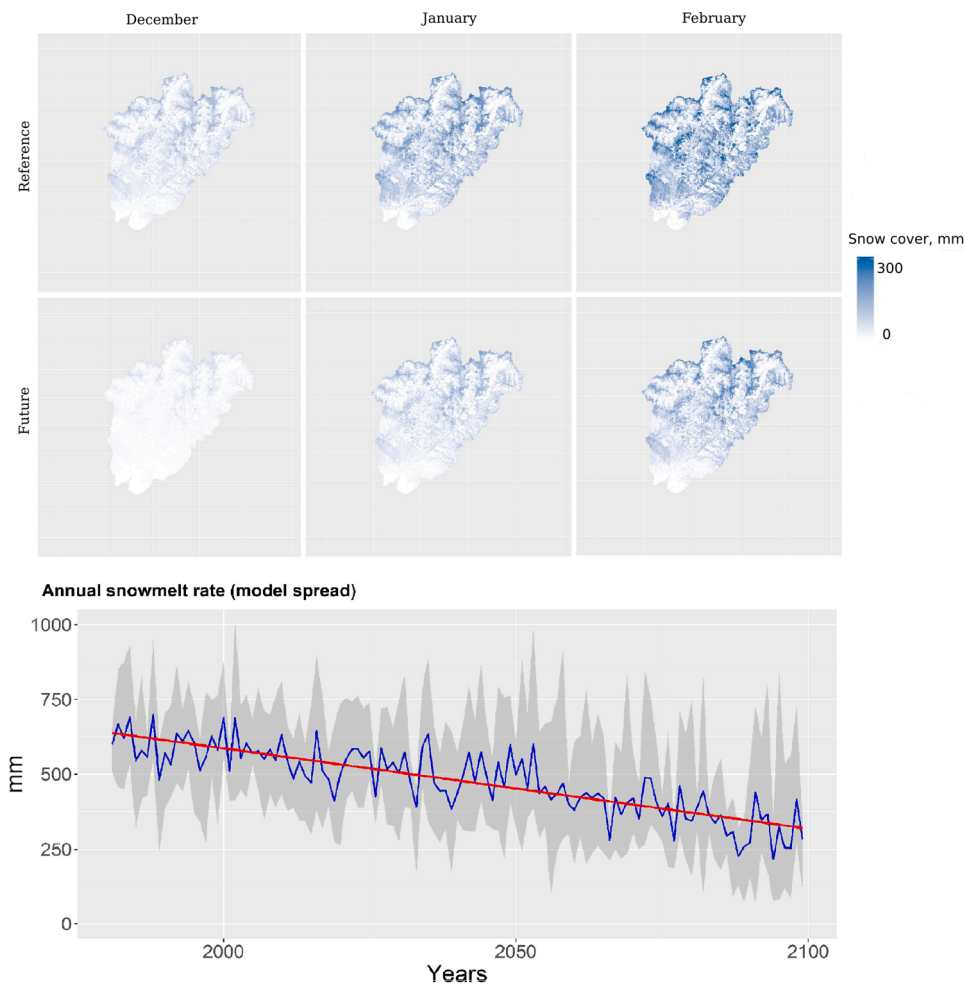 December January February
Reference
Snow cover, mm
300
0
Future
Annual snowmelt rate (model spread)
1000
750
500
250
0
mm
2000 2050 2100
Years